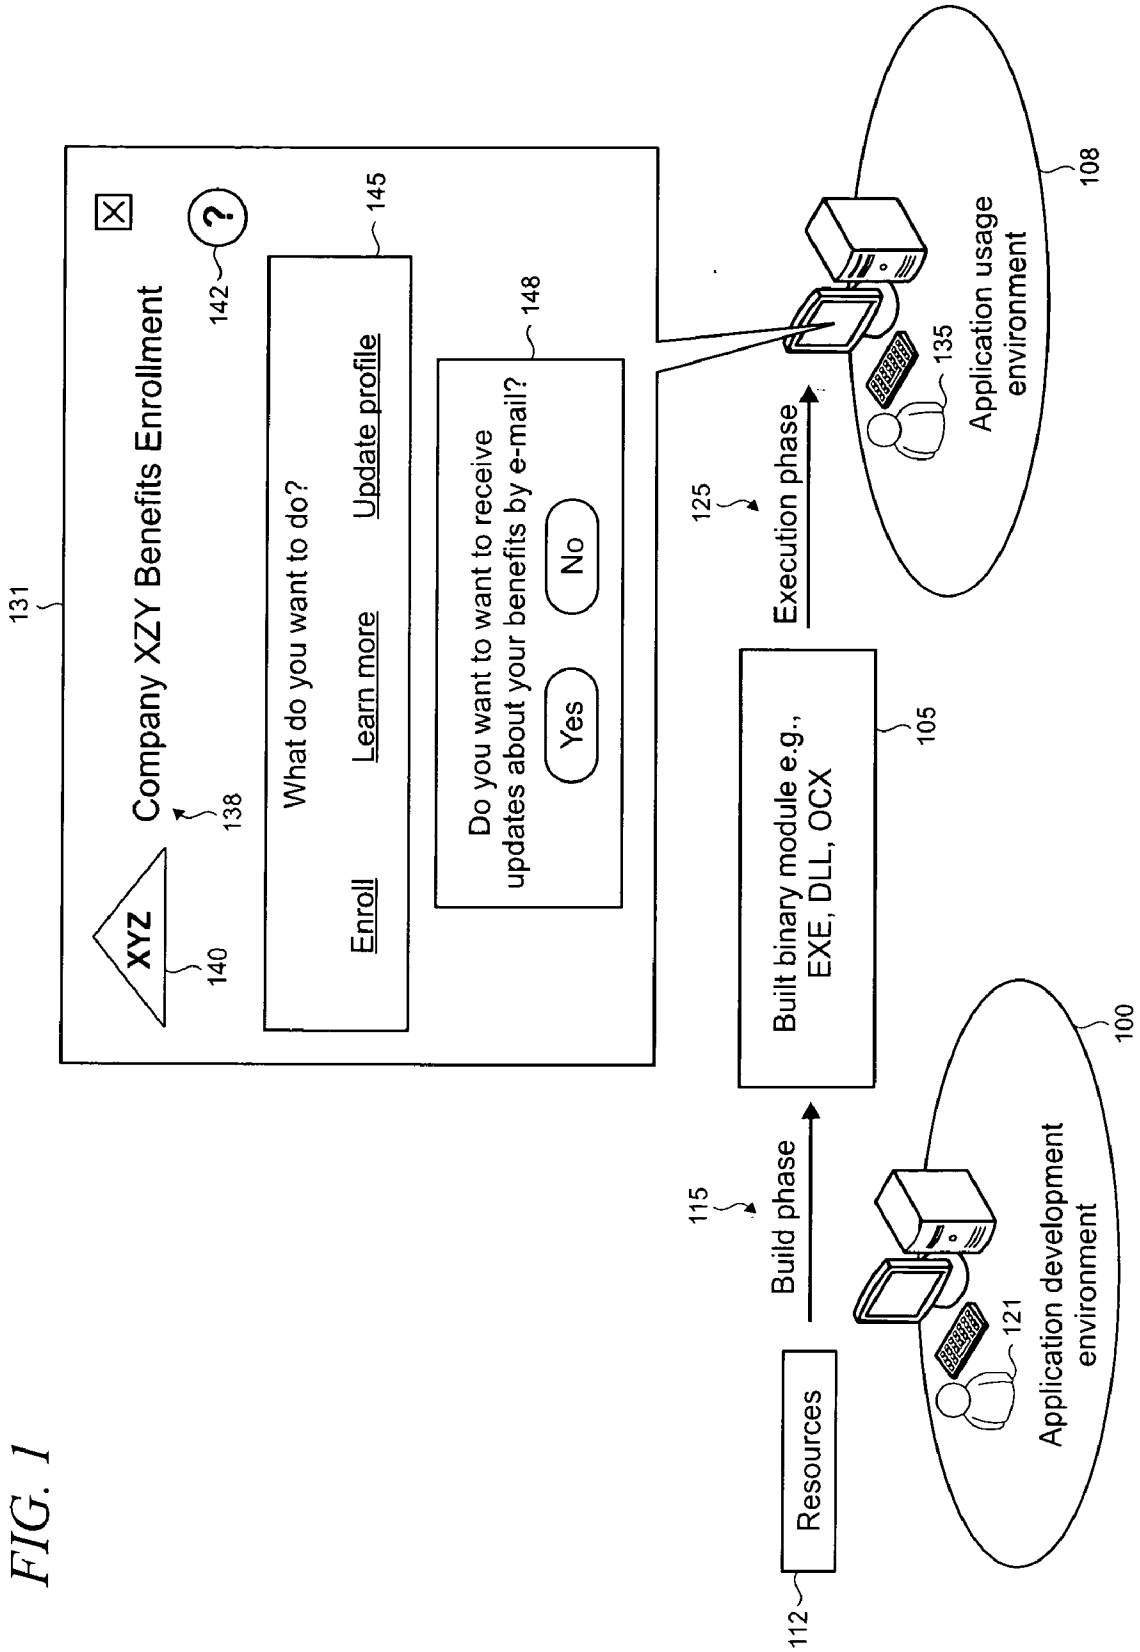 FIG. 1
131
XYZ
140
Company XZY Benefits Enrollment
138
?
142
What do you want to do?
Enroll
Learn more
Update profile
145
Do you want to want to receive
updates about your benefits by e-mail?
Yes
No
148
112
Resources
115
Build phase
Built binary module e.g.,
EXE, DLL, OCX
105
125
Execution phase
121
Application development
environment
100
135
Application usage
environment
108